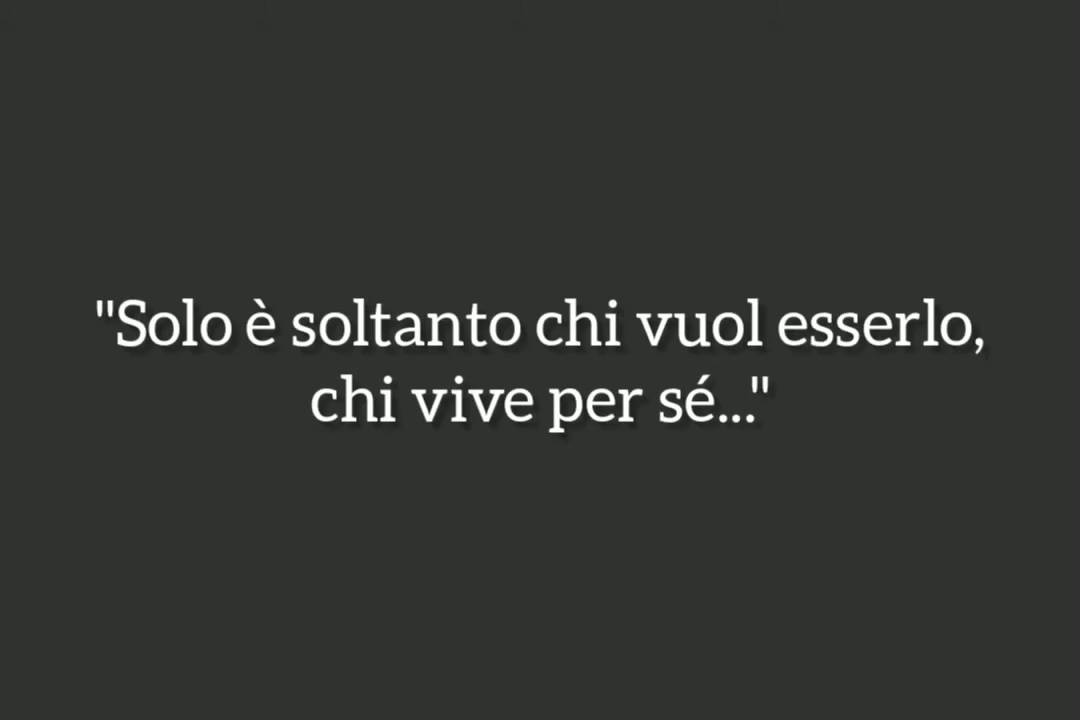 "Solo è soltanto chi vuol esserlo,
chi vive per sé..."